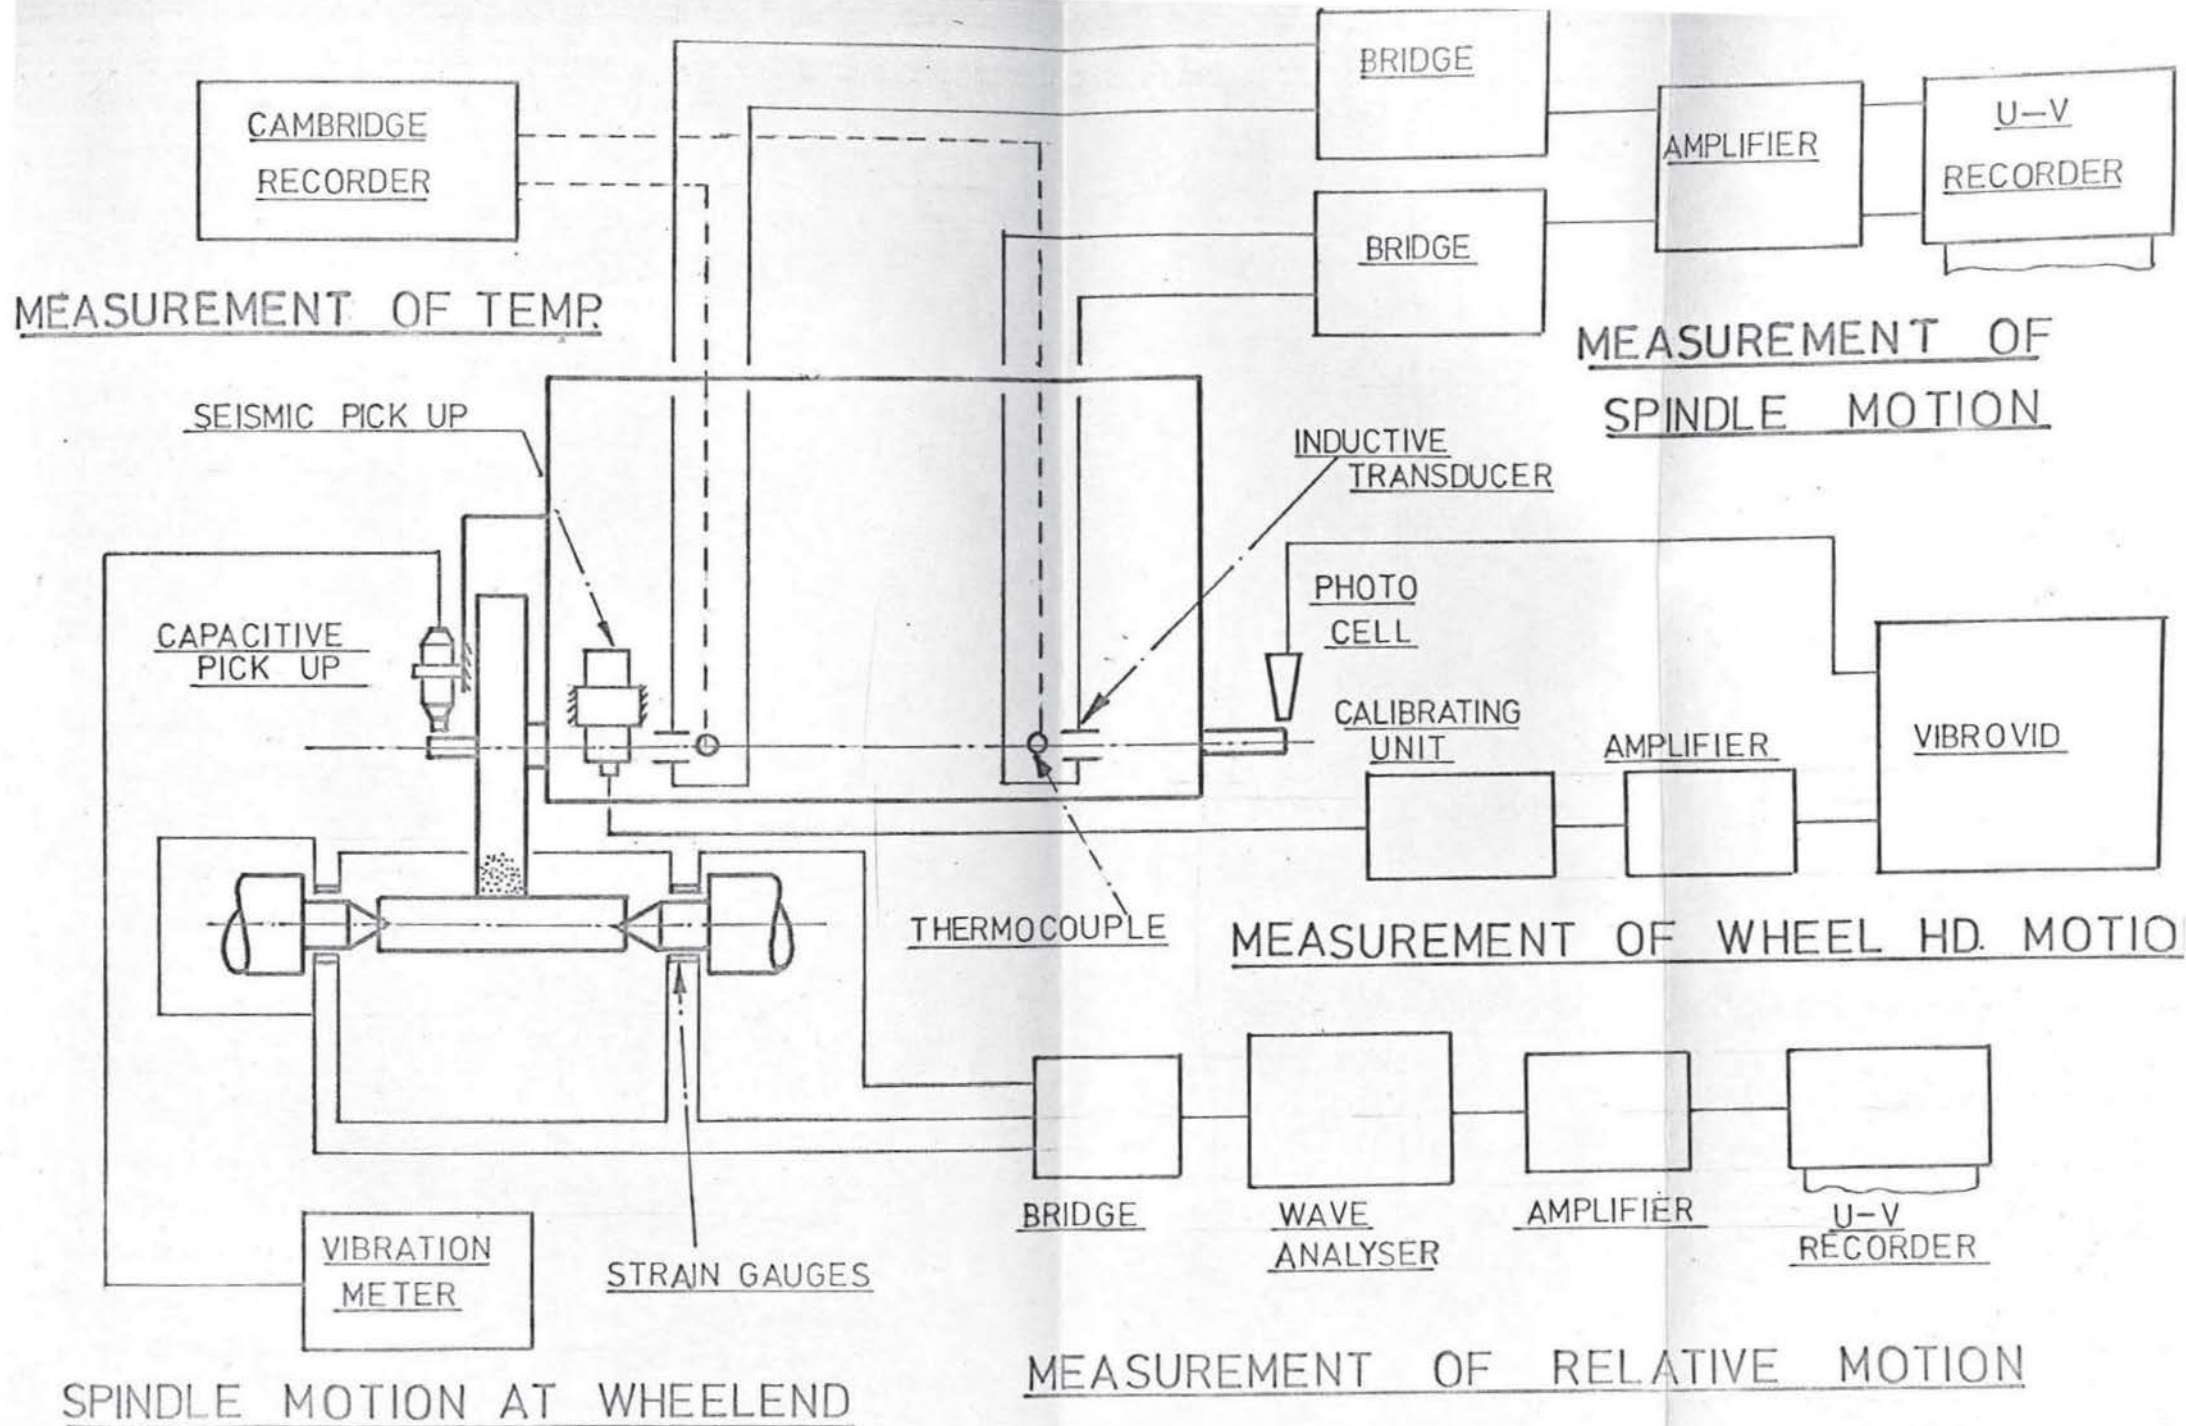 CAMBRIDGE
RECORDER
MEASUREMENT OF TEMP.
BRIDGE
BRIDGE
AMPLIFIER
U-V
RECORDER
MEASUREMENT OF
SPINDLE MOTION
SEISMIC PICK UP
INDUCTIVE
TRANSDUCER
CAPACITIVE
PICK UP
PHOTO
CELL
CALIBRATING
UNIT
AMPLIFIER
VIBROVID
THERMOCOUPLE
MEASUREMENT OF WHEEL HD. MOTIO
BRIDGE
WAVE
ANALYSER
AMPLIFIER
U-V
RECORDER
STRAIN GAUGES
VIBRATION
METER
SPINDLE MOTION AT WHEELEND
MEASUREMENT OF RELATIVE MOTION